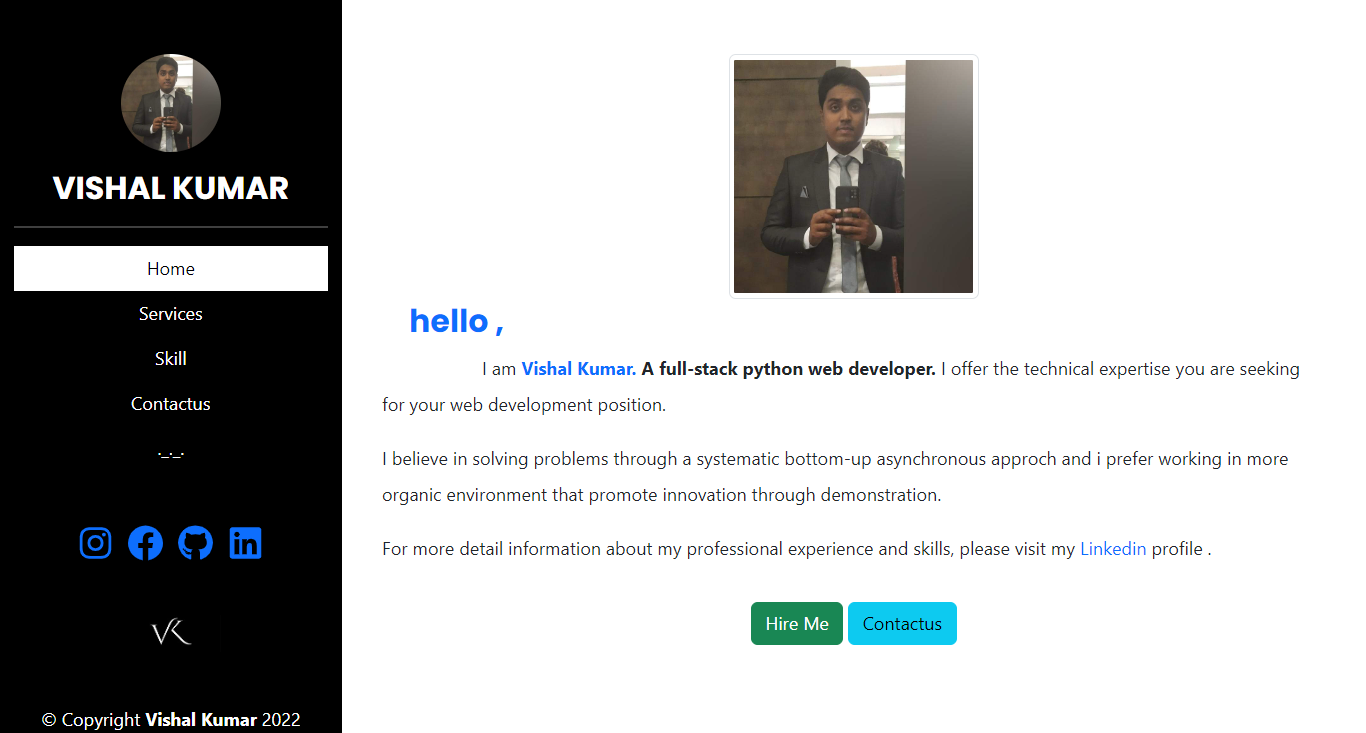 VISHAL KUMAR
Home
Services
Skill
Contactus
._._.
VK
© Copyright Vishal Kumar 2022
hello ,
I am Vishal Kumar. A full-stack python web developer. I offer the technical expertise you are seeking
for your web development position.
I believe in solving problems through a systematic bottom-up asynchronous approch and i prefer working in more
organic environment that promote innovation through demonstration.
For more detail information about my professional experience and skills, please visit my Linkedin profile .
Hire Me
Contactus